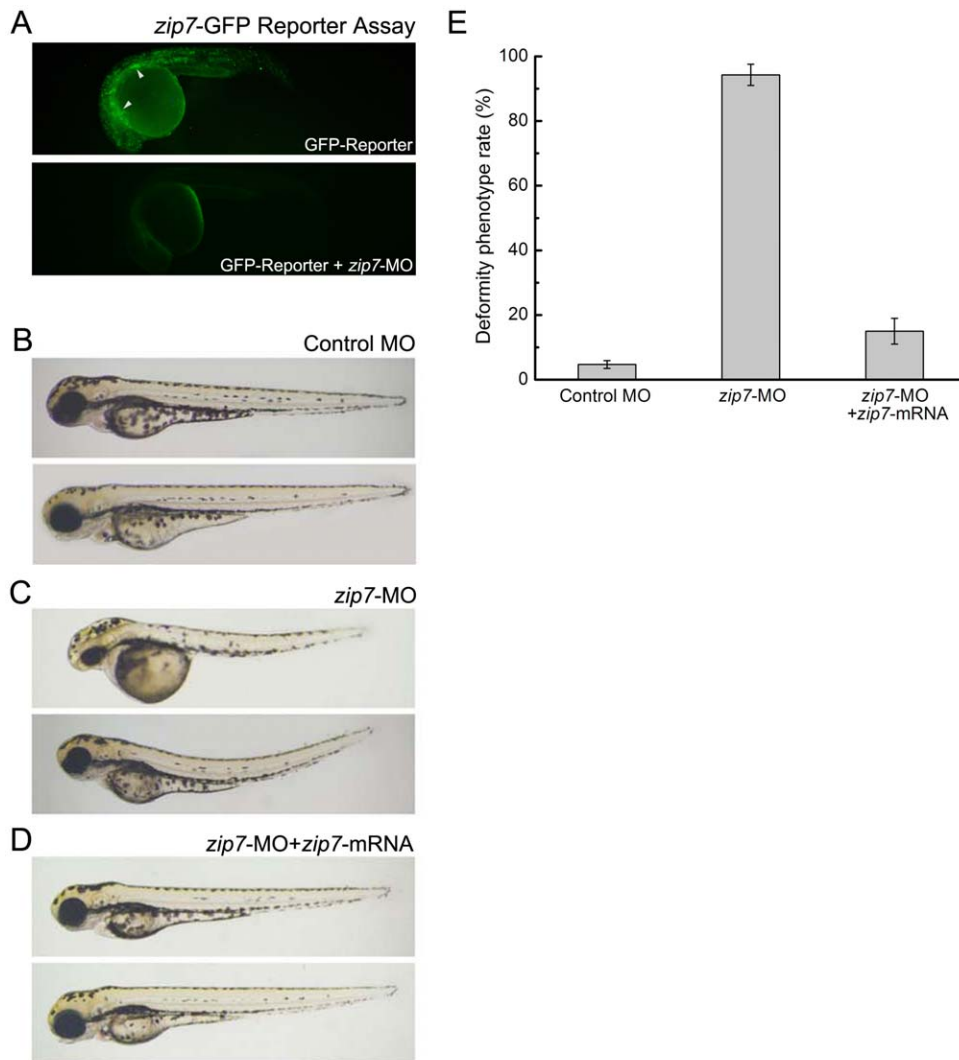 A
zip7-GFP Reporter Assay
GFP-Reporter
GFP-Reporter + zip7-MO
B
Control MO
C
zip7-MO
D
zip7-MO+zip7-mRNA
E
Deformity phenotype rate (%)
100
80
60
40
20
0
Control MO
zip7-MO
zip7-MO
+zip7-mRNA